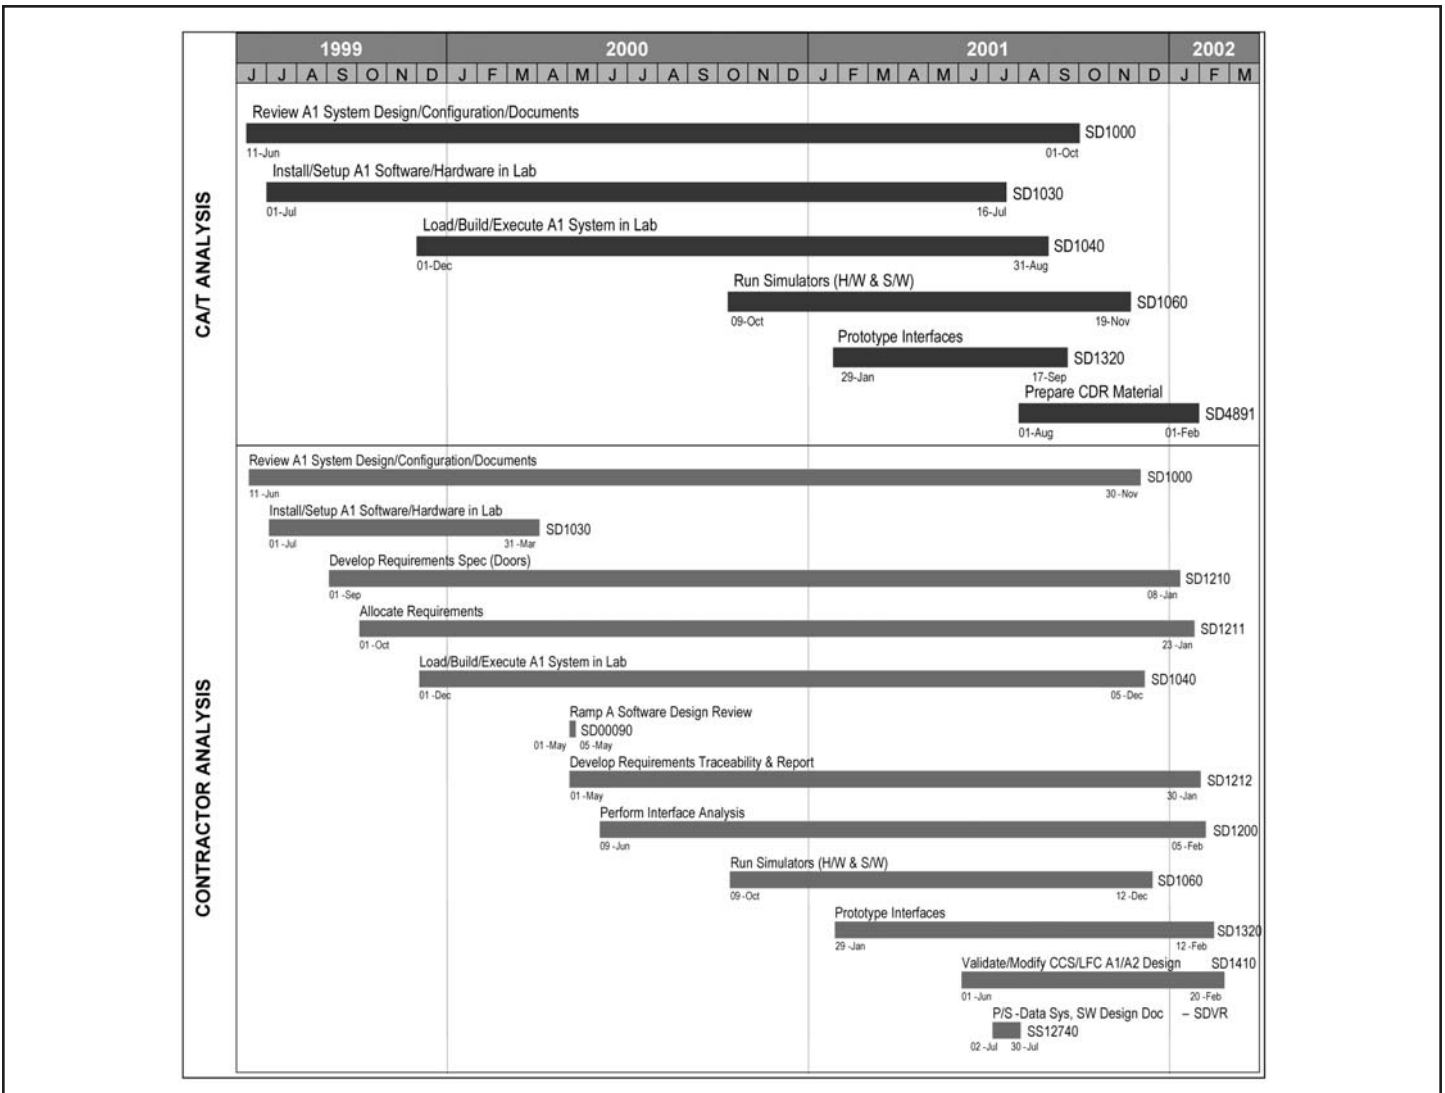 1999 2000 2001 2002
J J A S O N D J F M A M J J A S O N D J F M A M J J A S O N D J F M
CA/T ANALYSIS
Review A1 System Design/Configuration/Documents
SD1000
11-Jun 01-Oct
Install/Setup A1 Software/Hardware in Lab
SD1030
01-Jul 16-Jul
Load/Build/Execute A1 System in Lab
SD1040
01-Dec 31-Aug
Run Simulators (H/W & S/W)
SD1060
09-Oct 19-Nov
Prototype Interfaces
SD1320
29-Jan 17-Sep
Prepare CDR Material
SD4891
01-Aug 01-Feb
CONTRACTOR ANALYSIS
Review A1 System Design/Configuration/Documents
SD1000
11 -Jun 30 -Nov
Install/Setup A1 Software/Hardware in Lab
SD1030
01 -Jul 31 -Mar
Develop Requirements Spec (Doors)
SD1210
01 -Sep 08 -Jan
Allocate Requirements
SD1211
01 -Oct 23 -Jan
Load/Build/Execute A1 System in Lab
SD1040
01 -Dec 05 -Dec
Ramp A Software Design Review
SD00090
01 -May 05 -May
Develop Requirements Traceability & Report
SD1212
01 -May 30 -Jan
Perform Interface Analysis
SD1200
09 -Jun 05 -Feb
Run Simulators (H/W & S/W)
SD1060
09 -Oct 12 -Dec
Prototype Interfaces
SD1320
29 -Jan 12 -Feb
Validate/Modify CCS/LFC A1/A2 Design SD1410
01 -Jun 20 -Feb
P/S -Data Sys, SW Design Doc – SDVR
SS12740
02 -Jul 30 -Jul